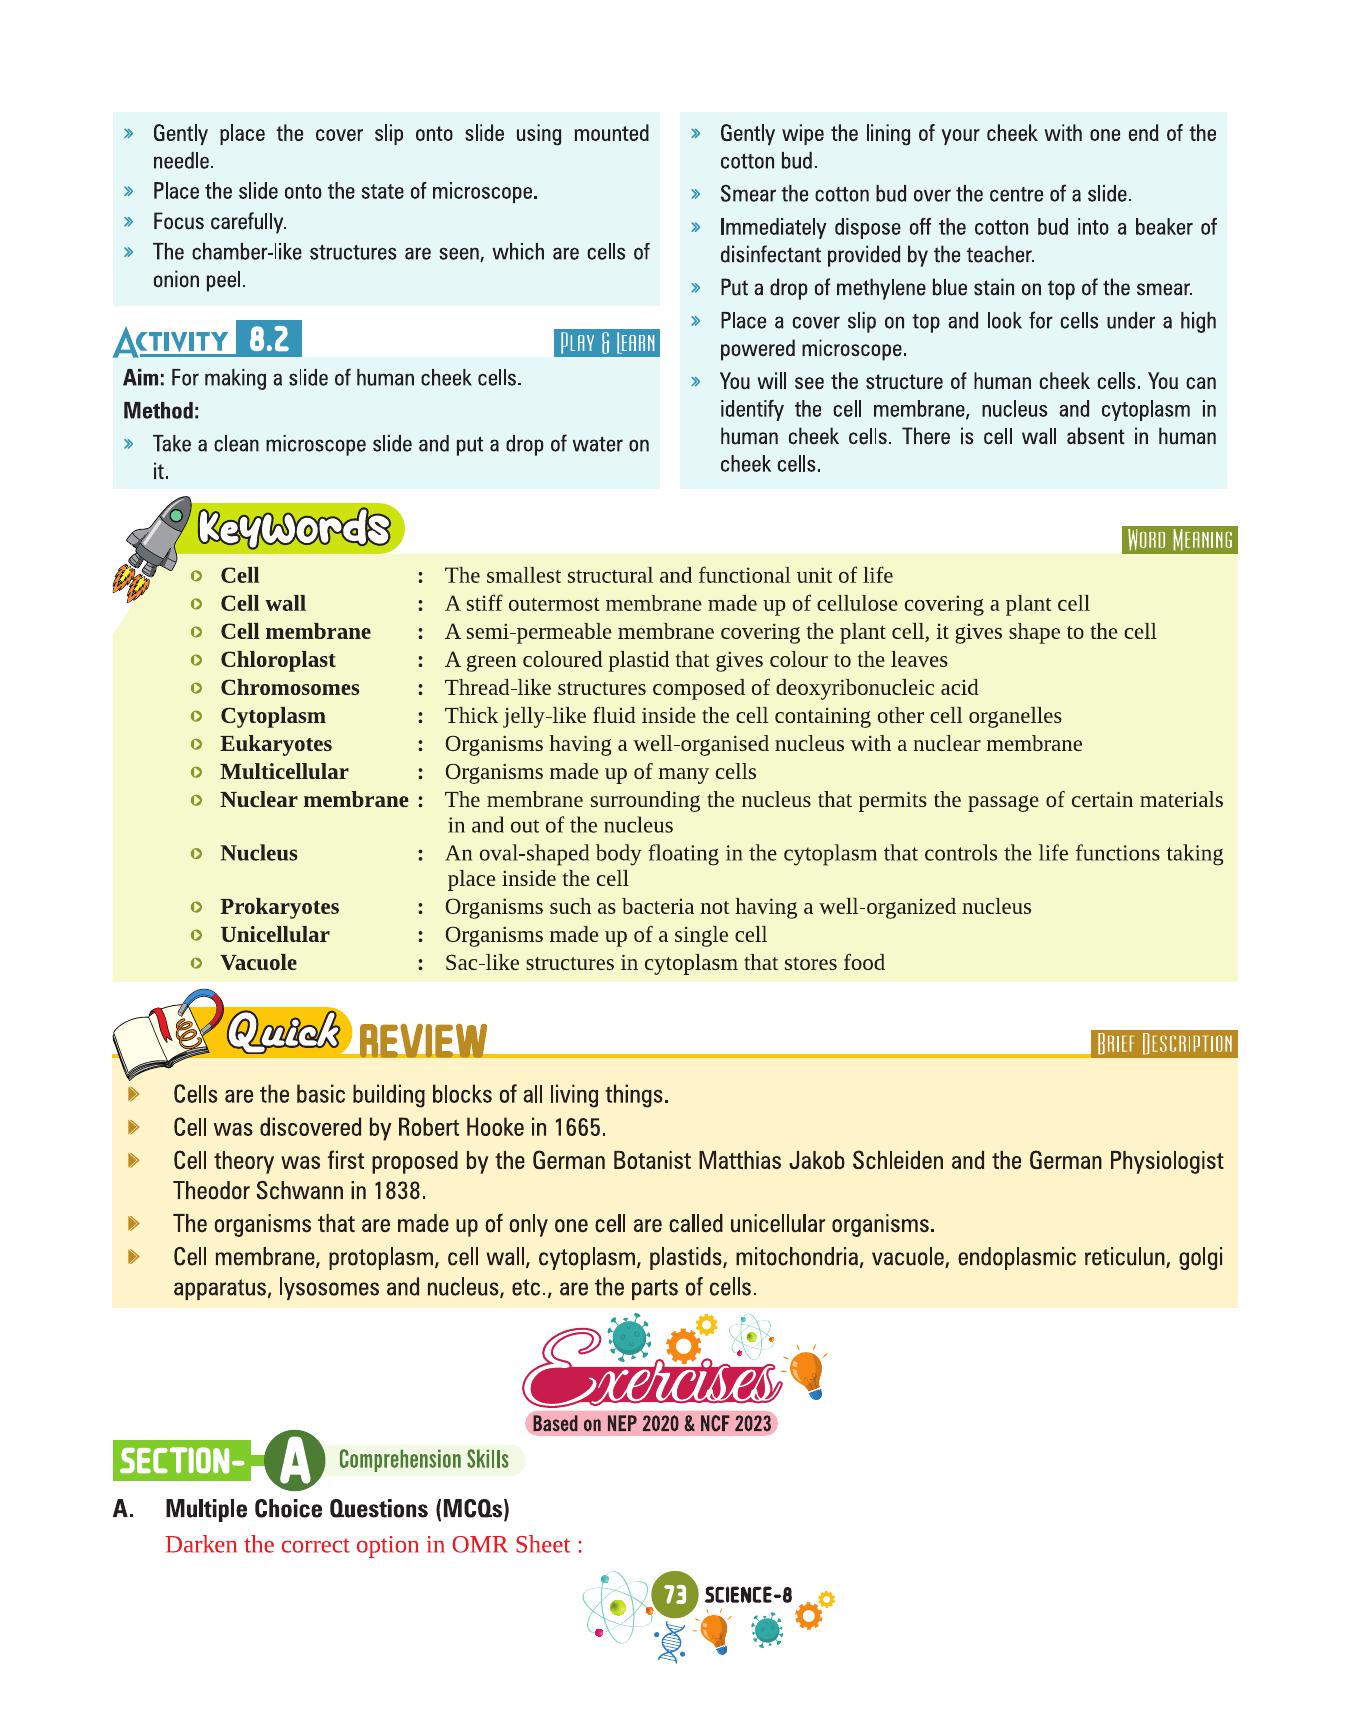 Gently place the cover slip onto slide using mounted
needle.
Place the slide onto the state of microscope.
Focus carefully.
The chamber-like structures are seen, which are cells of
onion peel.
ACTIVITY 8.2
PLAY & LEARN
Aim: For making a slide of human cheek cells.
Method:
Take a clean microscope slide and put a drop of water on
it.
Gently wipe the lining of your cheek with one end of the
cotton bud.
Smear the cotton bud over the centre of a slide.
Immediately dispose off the cotton bud into a beaker of
disinfectant provided by the teacher.
Put a drop of methylene blue stain on top of the smear.
Place a cover slip on top and look for cells under a high
powered microscope.
You will see the structure of human cheek cells. You can
identify the cell membrane, nucleus and cytoplasm in
human cheek cells. There is cell wall absent in human
cheek cells.
KeyWords
WORD MEANING
Cell : The smallest structural and functional unit of life
Cell wall : A stiff outermost membrane made up of cellulose covering a plant cell
Cell membrane : A semi-permeable membrane covering the plant cell, it gives shape to the cell
Chloroplast : A green coloured plastid that gives colour to the leaves
Chromosomes : Thread-like structures composed of deoxyribonucleic acid
Cytoplasm : Thick jelly-like fluid inside the cell containing other cell organelles
Eukaryotes : Organisms having a well-organised nucleus with a nuclear membrane
Multicellular : Organisms made up of many cells
Nuclear membrane : The membrane surrounding the nucleus that permits the passage of certain materials
in and out of the nucleus
Nucleus : An oval-shaped body floating in the cytoplasm that controls the life functions taking
place inside the cell
Prokaryotes : Organisms such as bacteria not having a well-organized nucleus
Unicellular : Organisms made up of a single cell
Vacuole : Sac-like structures in cytoplasm that stores food
Quick REVIEW
BRIEF DESCRIPTION
Cells are the basic building blocks of all living things.
Cell was discovered by Robert Hooke in 1665.
Cell theory was first proposed by the German Botanist Matthias Jakob Schleiden and the German Physiologist
Theodor Schwann in 1838.
The organisms that are made up of only one cell are called unicellular organisms.
Cell membrane, protoplasm, cell wall, cytoplasm, plastids, mitochondria, vacuole, endoplasmic reticulun, golgi
apparatus, lysosomes and nucleus, etc., are the parts of cells.
Exercises
Based on NEP 2020 & NCF 2023
SECTION- A Comprehension Skills
A. Multiple Choice Questions (MCQs)
Darken the correct option in OMR Sheet :
73 SCIENCE-8